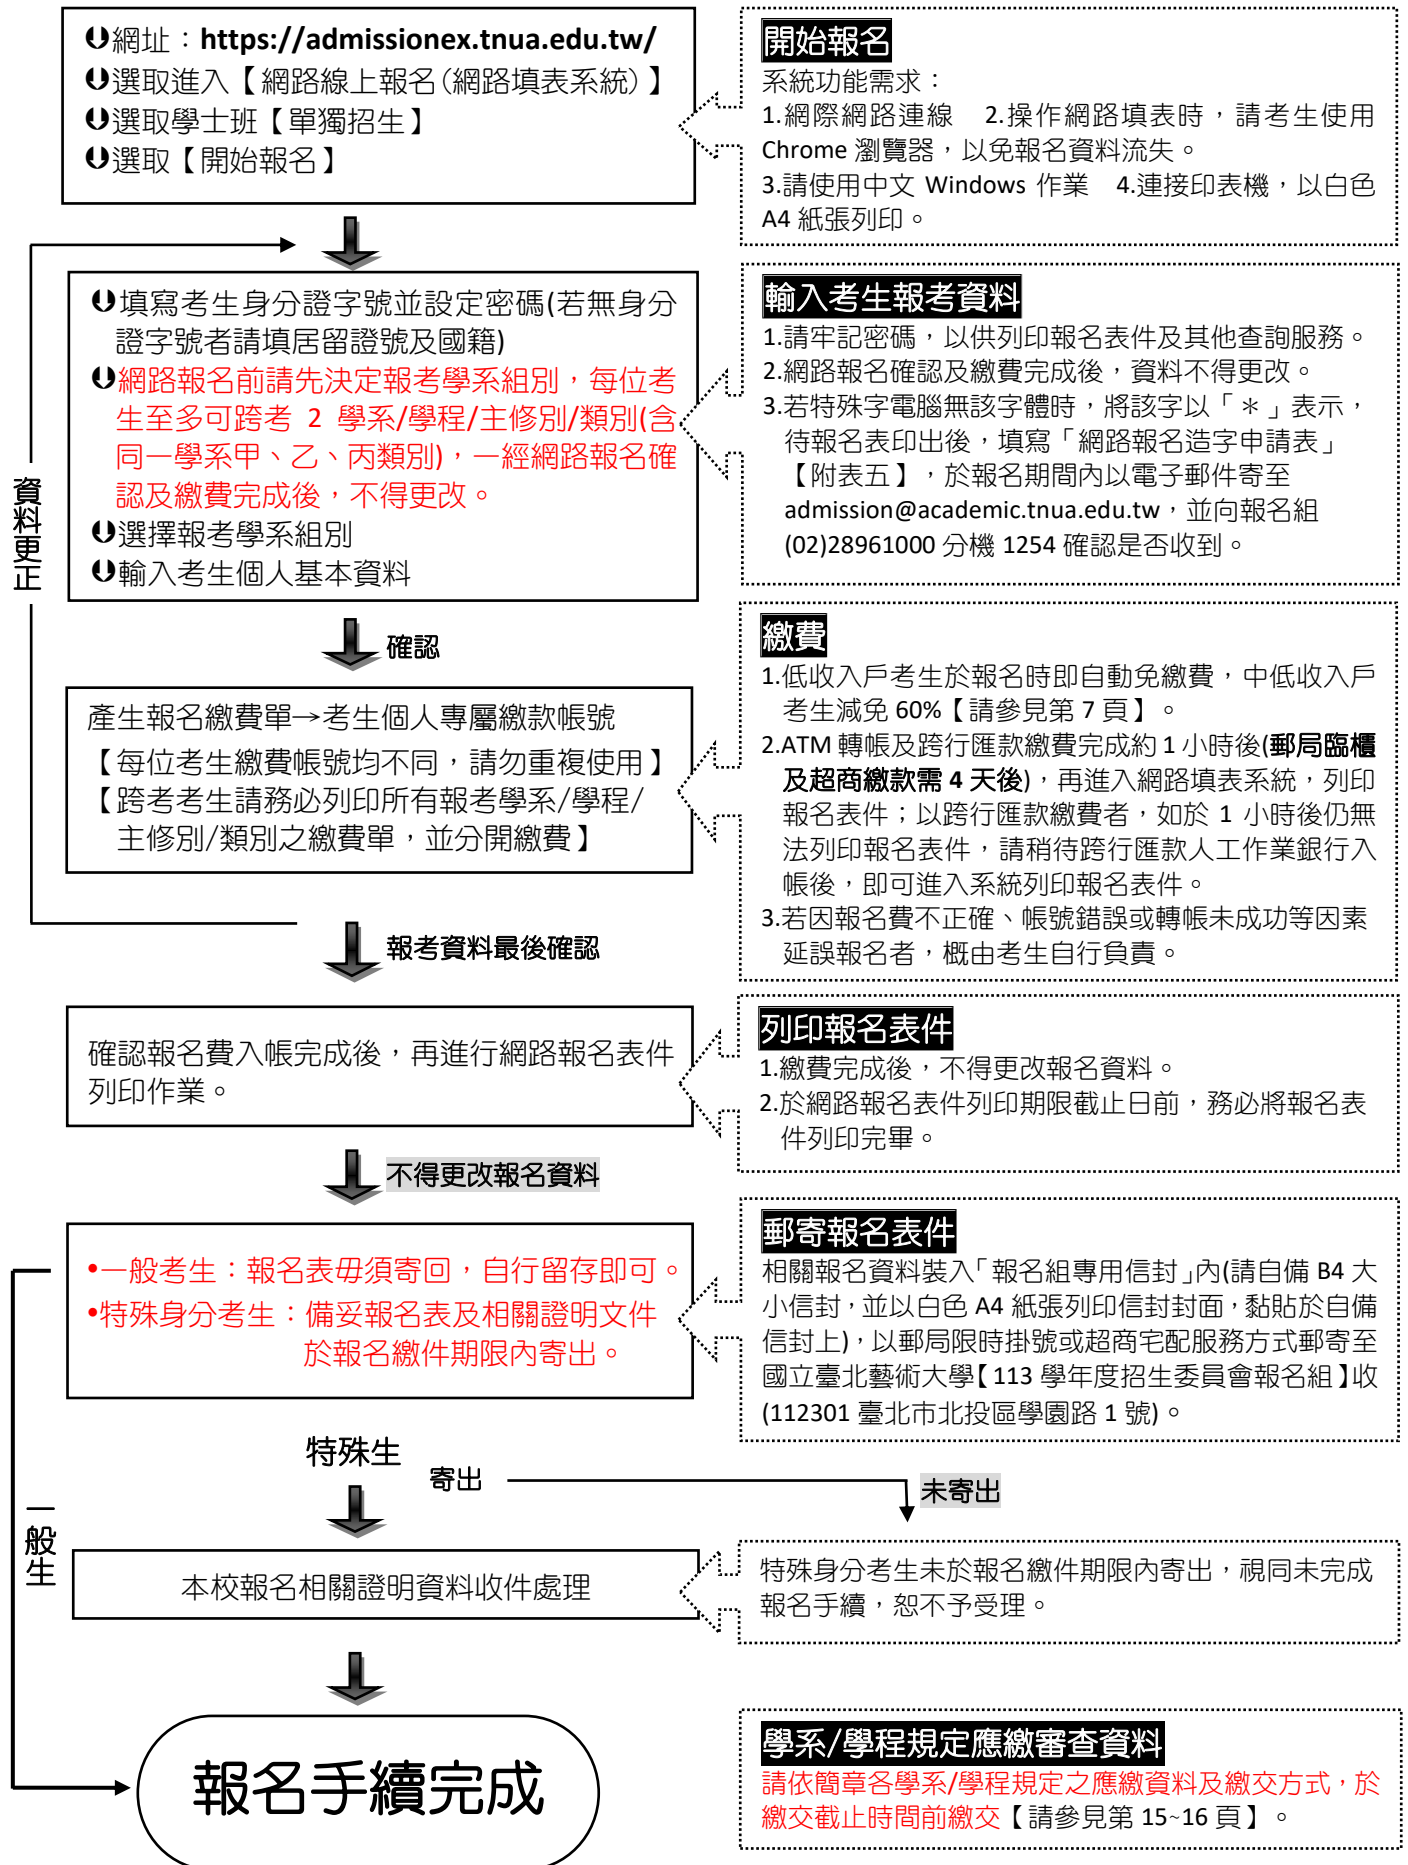 網址：https://admissionex.tnua.edu.tw/
選取進入【網路線上報名(網路填表系統)】
選取學士班【單獨招生】
選取【開始報名】
開始報名
系統功能需求：
1.網際網路連線　2.操作網路填表時，請考生使用
Chrome 瀏覽器，以免報名資料流失。
3.請使用中文 Windows 作業　4.連接印表機，以白色
A4 紙張列印。
填寫考生身分證字號並設定密碼(若無身分
證字號者請填居留證號及國籍)
網路報名前請先決定報考學系組別，每位考
生至多可跨考 2 學系/學程/主修別/類別(含
同一學系甲、乙、丙類別)，一經網路報名確
認及繳費完成後，不得更改。
選擇報考學系組別
輸入考生個人基本資料
輸入考生報考資料
1.請牢記密碼，以供列印報名表件及其他查詢服務。
2.網路報名確認及繳費完成後，資料不得更改。
3.若特殊字電腦無該字體時，將該字以「＊」表示，
待報名表印出後，填寫「網路報名造字申請表」
【附表五】，於報名期間內以電子郵件寄至
admission@academic.tnua.edu.tw，並向報名組
(02)28961000 分機 1254 確認是否收到。
資料更正
確認
產生報名繳費單→考生個人專屬繳款帳號
【每位考生繳費帳號均不同，請勿重複使用】
【跨考考生請務必列印所有報考學系/學程/
主修別/類別之繳費單，並分開繳費】
繳費
1.低收入戶考生於報名時即自動免繳費，中低收入戶
考生減免 60%【請參見第 7 頁】。
2.ATM 轉帳及跨行匯款繳費完成約 1 小時後(郵局臨櫃
及超商繳款需 4 天後)，再進入網路填表系統，列印
報名表件；以跨行匯款繳費者，如於 1 小時後仍無
法列印報名表件，請稍待跨行匯款人工作業銀行入
帳後，即可進入系統列印報名表件。
3.若因報名費不正確、帳號錯誤或轉帳未成功等因素
延誤報名者，概由考生自行負責。
報考資料最後確認
確認報名費入帳完成後，再進行網路報名表件
列印作業。
列印報名表件
1.繳費完成後，不得更改報名資料。
2.於網路報名表件列印期限截止日前，務必將報名表
件列印完畢。
不得更改報名資料
•一般考生：報名表毋須寄回，自行留存即可。
•特殊身分考生：備妥報名表及相關證明文件
於報名繳件期限內寄出。
郵寄報名表件
相關報名資料裝入「報名組專用信封」內(請自備 B4 大
小信封，並以白色 A4 紙張列印信封封面，黏貼於自備
信封上)，以郵局限時掛號或超商宅配服務方式郵寄至
國立臺北藝術大學【113 學年度招生委員會報名組】收
(112301 臺北市北投區學園路 1 號)。
特殊生
寄出
未寄出
一般生
本校報名相關證明資料收件處理
特殊身分考生未於報名繳件期限內寄出，視同未完成
報名手續，恕不予受理。
報名手續完成
學系/學程規定應繳審查資料
請依簡章各學系/學程規定之應繳資料及繳交方式，於
繳交截止時間前繳交【請參見第 15~16 頁】。